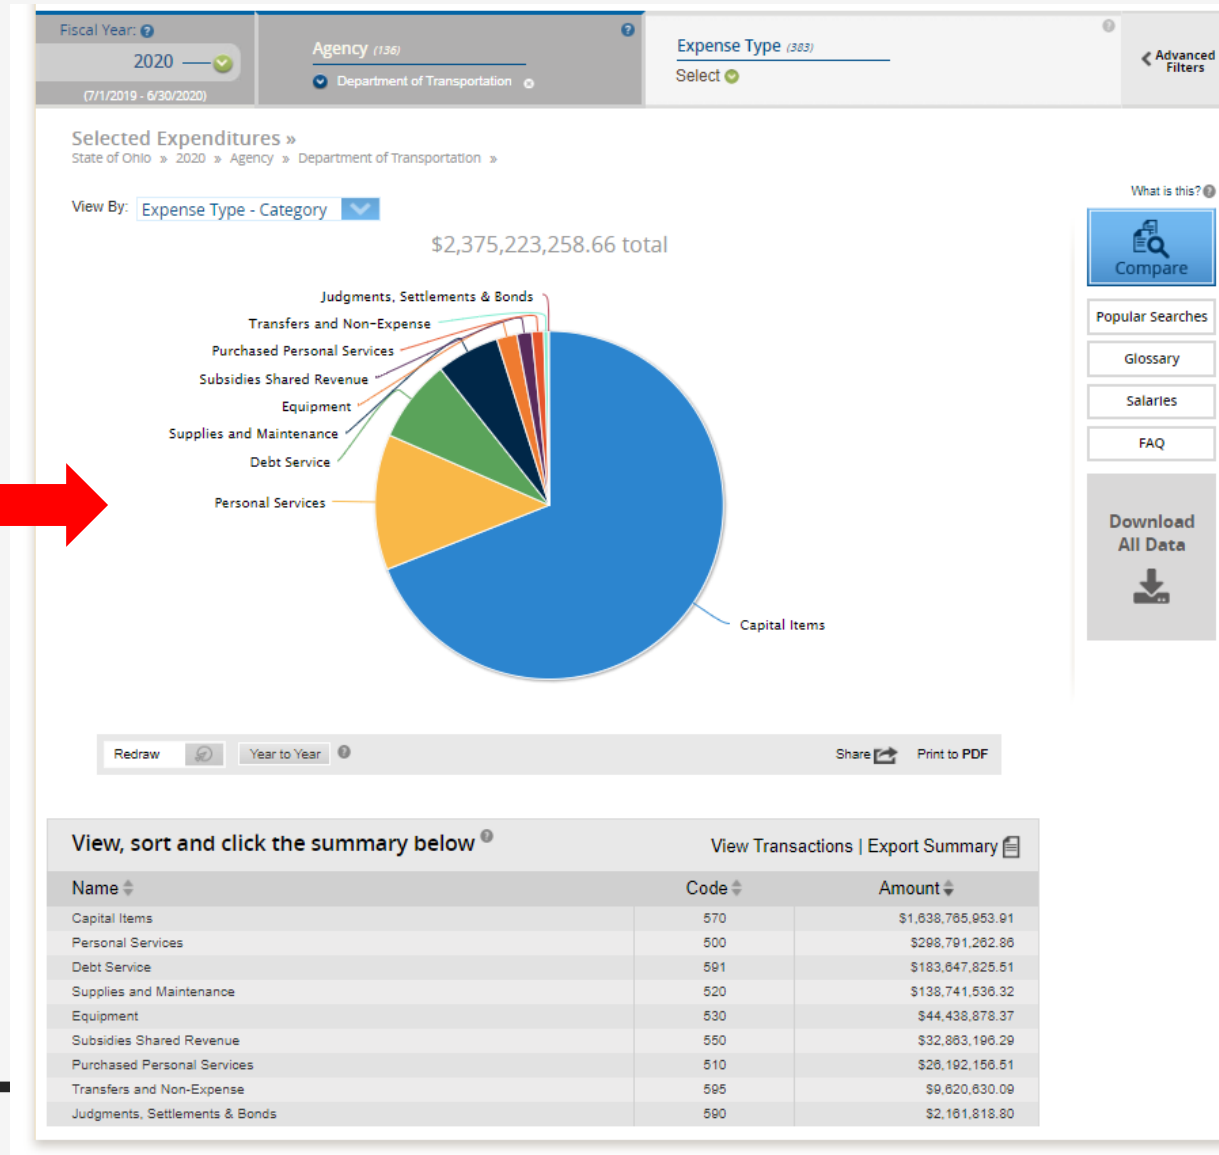 Fiscal Year:
2020
(7/1/2019 - 6/30/2020)
Agency (136)
Department of Transportation
Expense Type (383)
Select
Advanced
Filters
Selected Expenditures »
State of Ohio » 2020 » Agency » Department of Transportation »
View By: Expense Type - Category
$2,375,223,258.66 total
What is this?
Compare
Popular Searches
Glossary
Salaries
FAQ
Download
All Data
Judgments, Settlements & Bonds
Transfers and Non-Expense
Purchased Personal Services
Subsidies Shared Revenue
Equipment
Supplies and Maintenance
Debt Service
Personal Services
Capital Items
Redraw Year to Year Share Print to PDF
View, sort and click the summary below View Transactions | Export Summary
Name Code Amount
Capital Items 570 $1,638,765,953.91
Personal Services 500 $298,791,262.86
Debt Service 591 $183,647,825.51
Supplies and Maintenance 520 $138,741,536.32
Equipment 530 $44,438,878.37
Subsidies Shared Revenue 550 $32,863,196.29
Purchased Personal Services 510 $26,192,156.51
Transfers and Non-Expense 595 $9,620,630.09
Judgments, Settlements & Bonds 590 $2,161,818.80